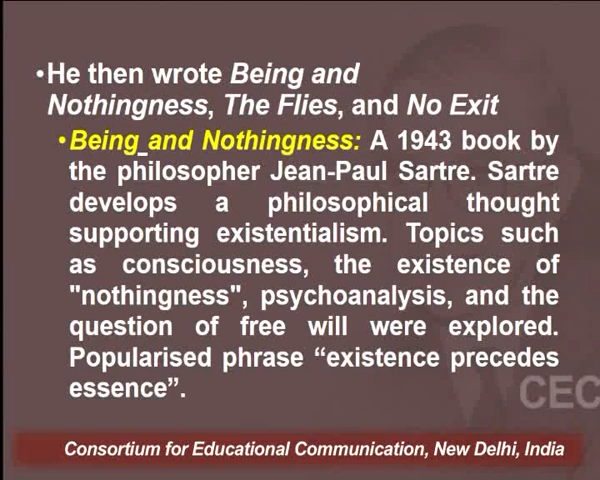 •He then wrote Being and
Nothingness, The Flies, and No Exit
•Being and Nothingness: A 1943 book by
the philosopher Jean-Paul Sartre. Sartre
develops a philosophical thought
supporting existentialism. Topics such
as consciousness, the existence of
"nothingness", psychoanalysis, and the
question of free will were explored.
Popularised phrase “existence precedes
essence”.
CEC
Consortium for Educational Communication, New Delhi, India